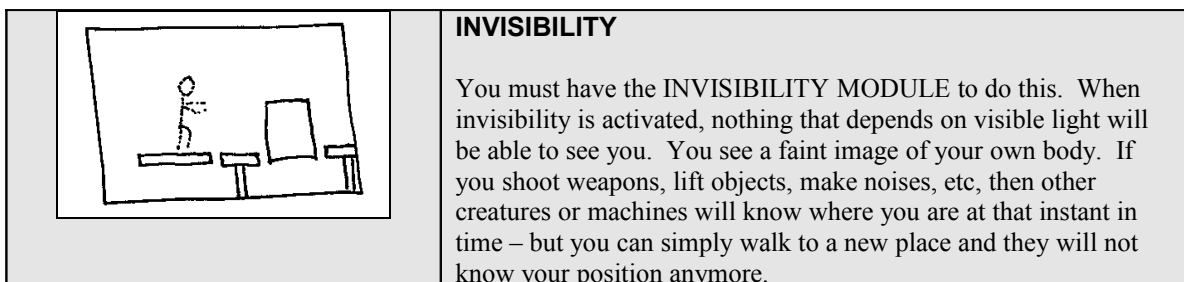 INVISIBILITY
You must have the INVISIBILITY MODULE to do this.  When
invisibility is activated, nothing that depends on visible light will
be able to see you.  You see a faint image of your own body.  If
you shoot weapons, lift objects, make noises, etc, then other
creatures or machines will know where you are at that instant in
time – but you can simply walk to a new place and they will not
know your position anymore.